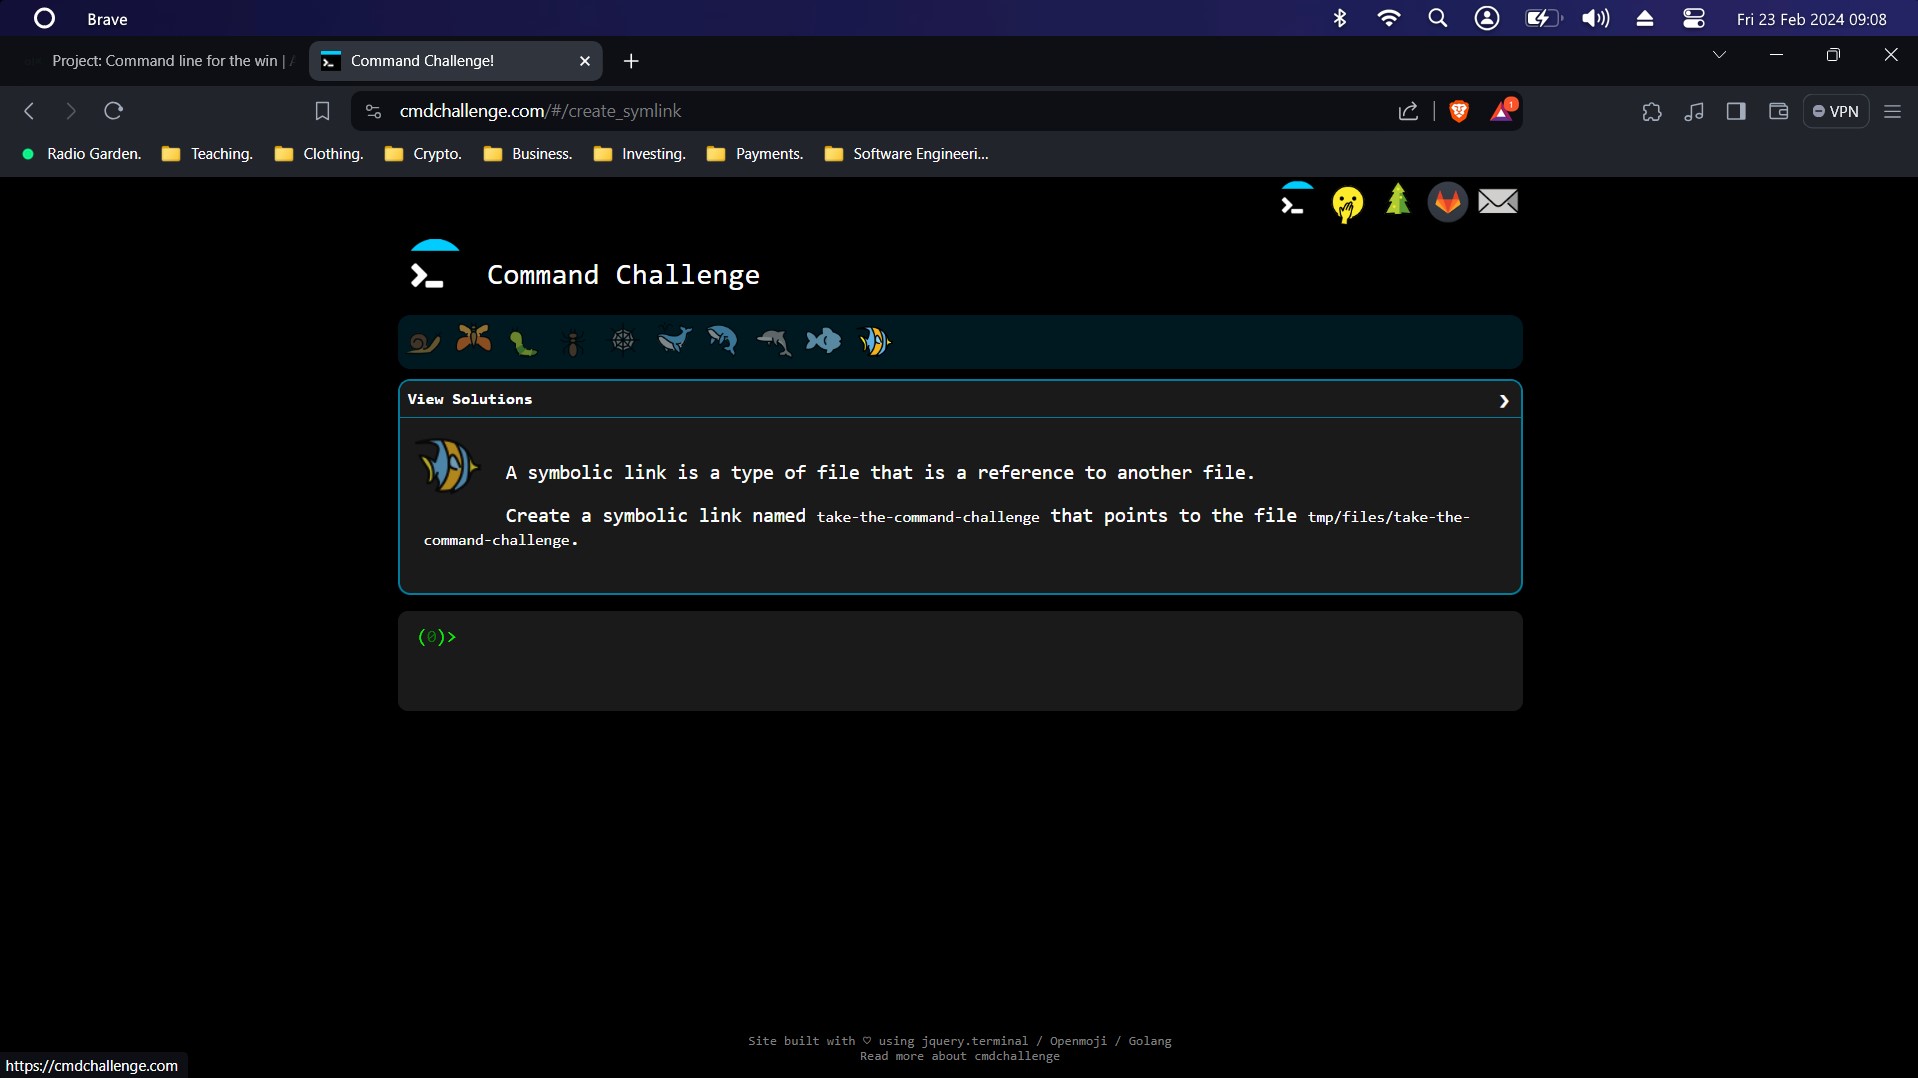 Brave
Fri 23 Feb 2024 09:08
Project: Command line for the win |
Command Challenge!
cmdchallenge.com/#/create_symlink
1
VPN
Radio Garden.
Teaching.
Clothing.
Crypto.
Business.
Investing.
Payments.
Software Engineeri...
Command Challenge
View Solutions
A symbolic link is a type of file that is a reference to another file.
Create a symbolic link named take-the-command-challenge that points to the file tmp/files/take-the-
command-challenge.
(0)>
Site built with ♡ using jquery.terminal / Openmoji / Golang
Read more about cmdchallenge
https://cmdchallenge.com